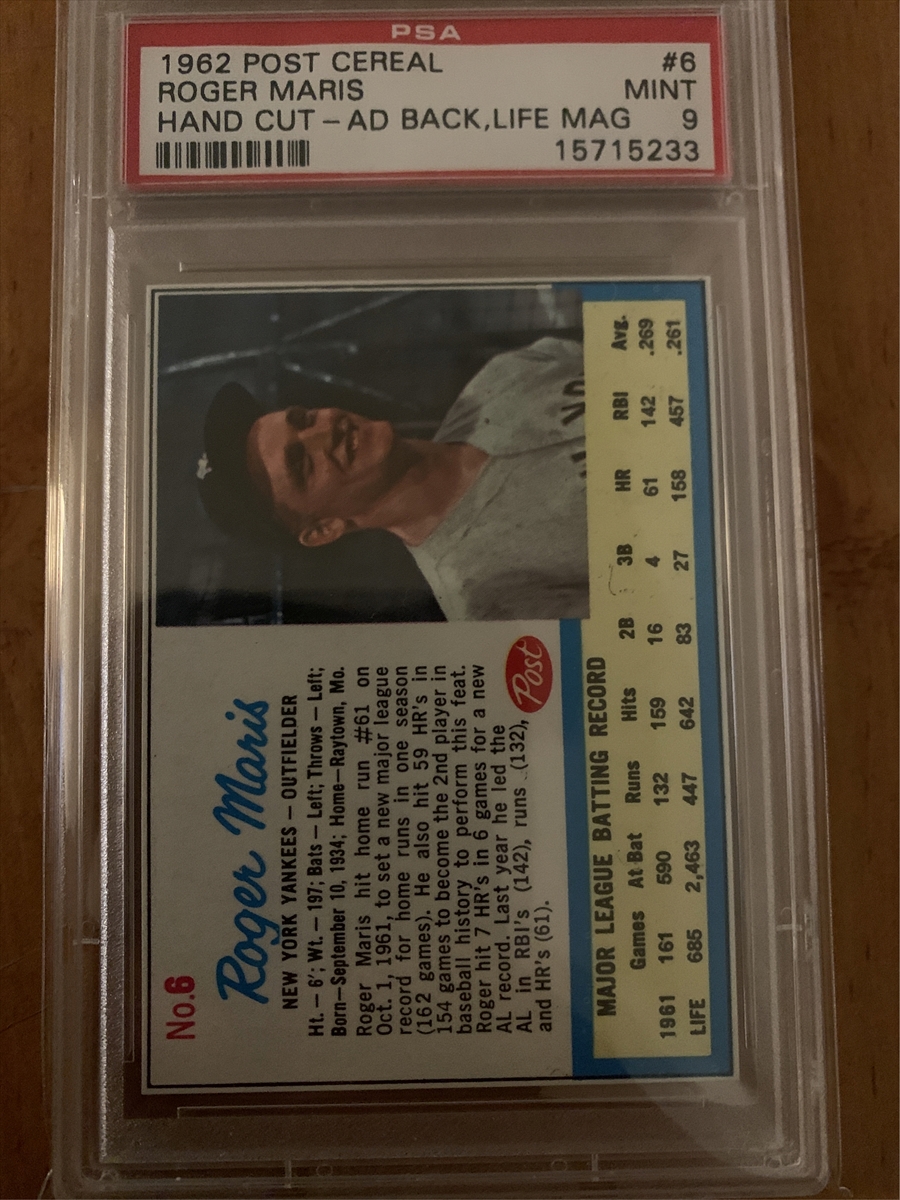 PSA
1962 POST CEREAL #6
ROGER MARIS MINT
HAND CUT - AD BACK,LIFE MAG 9
15715233
No.6
Roger Maris
NEW YORK YANKEES — OUTFIELDER
Ht. — 6'; Wt. — 197; Bats — Left; Throws — Left;
Born—September 10, 1934; Home—Raytown, Mo.
Roger Maris hit home run #61 on
Oct. 1, 1961, to set a new major league
record for home runs in one season
(162 games). He also hit 59 HR's in
154 games to become the 2nd player in
baseball history to perform this feat.
Roger hit 7 HR's in 6 games for a new
AL record. Last year he led the
AL in RBI's (142), runs (132),
and HR's (61).
Post
MAJOR LEAGUE BATTING RECORD
Games At Bat Runs Hits 2B 3B HR RBI Avg.
1961 161 590 132 159 16 4 61 142 .269
LIFE 685 2,463 447 642 83 27 158 457 .261